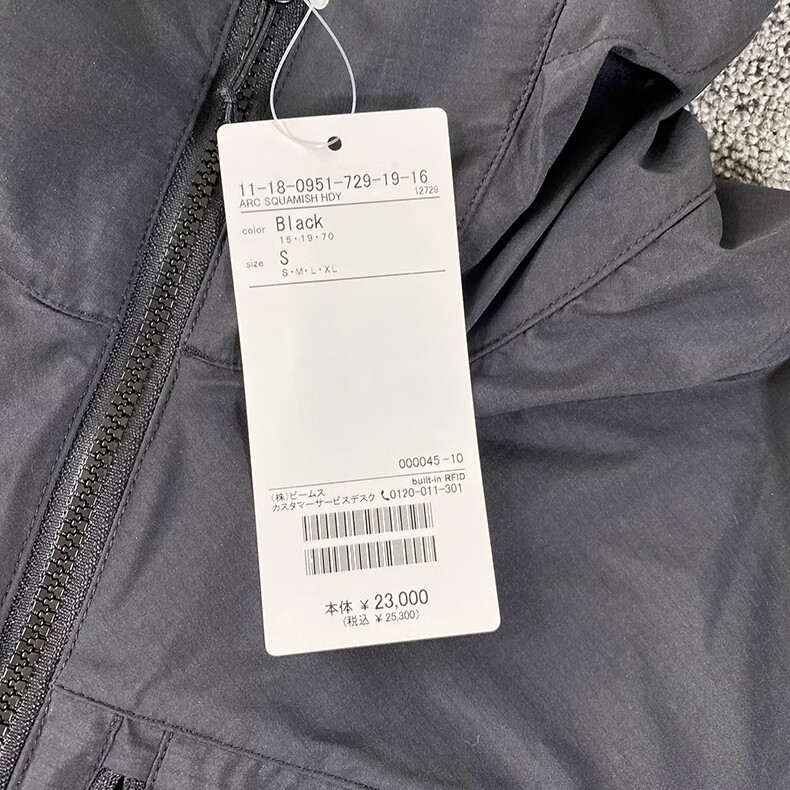 11-18-0951-729-19-16
ARC SQUAMISH HDY 12729
color Black
15・19・70
size S
S・M・L・XL
000045-10
built-in RFID
(株)ビームス
カスタマーサービスデスク 📞0120-011-301
本体 ¥ 23,000
(税込 ¥ 25,300)